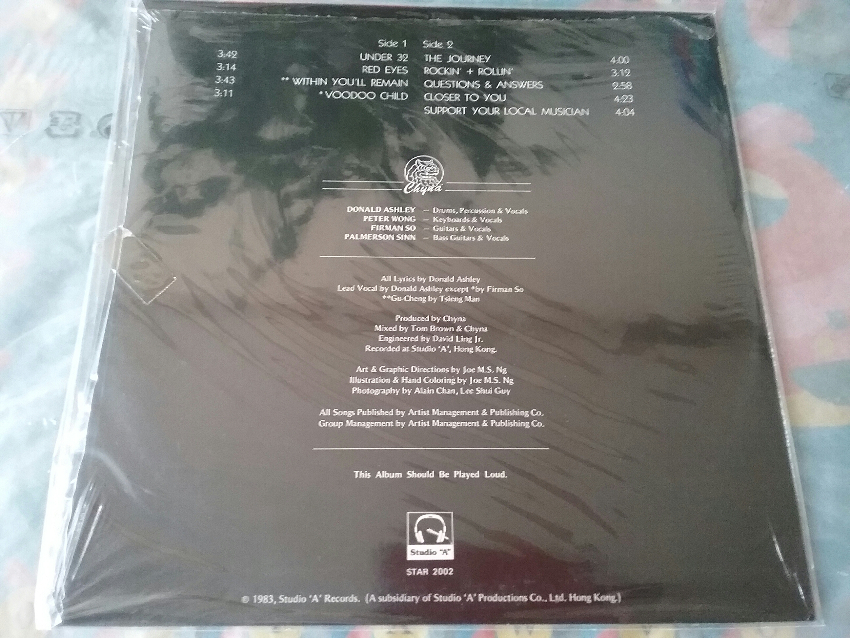 Side 1 Side 2
3:42 UNDER 32 THE JOURNEY 4:00
3:14 RED EYES ROCKIN' + ROLLIN' 3:12
3:43 ** WITHIN YOU'LL REMAIN QUESTIONS & ANSWERS 2:58
3:11 * VOODOO CHILD CLOSER TO YOU 4:23
SUPPORT YOUR LOCAL MUSICIAN 4:04
Chyna
DONALD ASHLEY – Drums, Percussion & Vocals
PETER WONG – Keyboards & Vocals
FIRMAN SO – Guitars & Vocals
PALMERSON SINN – Bass Guitars & Vocals
All Lyrics by Donald Ashley
Lead Vocal by Donald Ashley except *by Firman So
**Gu-Cheng by Tsieng Man
Produced by Chyna
Mixed by Tom Brown & Chyna
Engineered by David Ling Jr.
Recorded at Studio 'A', Hong Kong.
Art & Graphic Directions by Joe M.S. Ng
Illustration & Hand Coloring by Joe M.S. Ng
Photography by Alain Chan, Lee Shui Guy
All Songs Published by Artist Management & Publishing Co.
Group Management by Artist Management & Publishing Co.
This Album Should Be Played Loud.
Studio "A"
STAR 2002
© 1983, Studio 'A' Records. (A subsidiary of Studio 'A' Productions Co., Ltd. Hong Kong.)